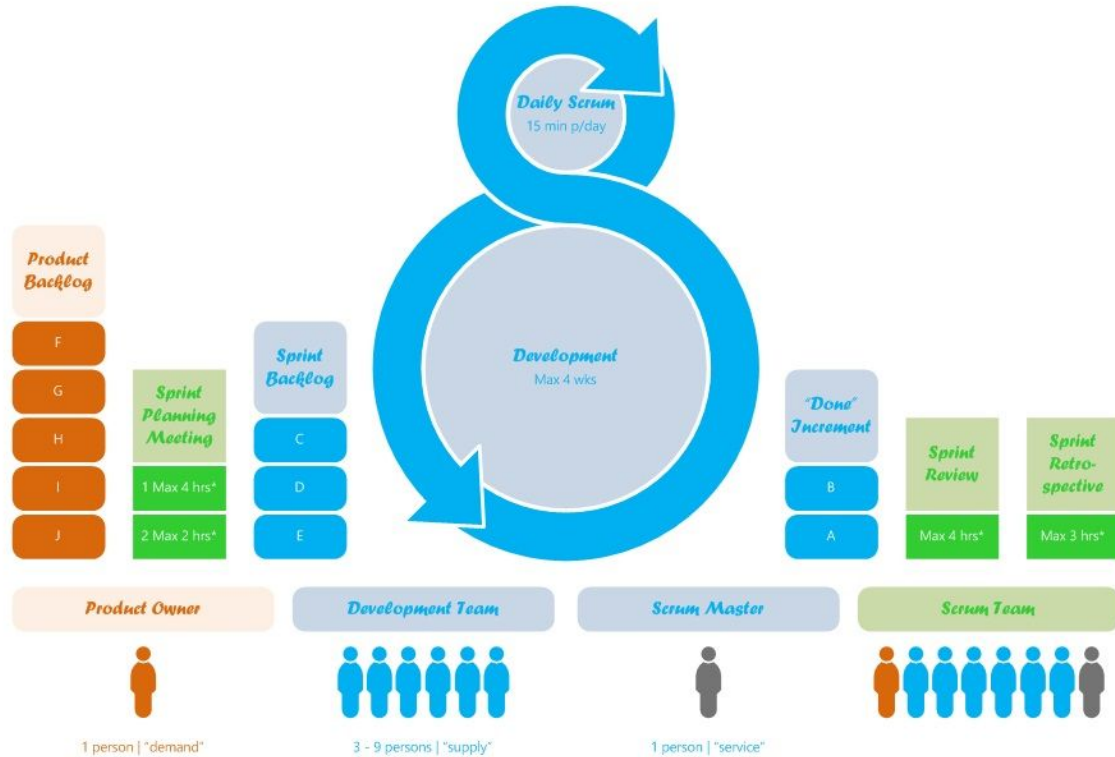 Daily Scrum
15 min p/day
Product
Backlog
F
G
H
I
J
Sprint
Planning
Meeting
1 Max 4 hrs*
2 Max 2 hrs*
Sprint
Backlog
C
D
E
Development
Max 4 wks
"Done"
Increment
B
A
Sprint
Review
Max 4 hrs*
Sprint
Retro-
spective
Max 3 hrs*
Product Owner
Development Team
Scrum Master
Scrum Team
1 person | "demand"
3 - 9 persons | "supply"
1 person | "service"